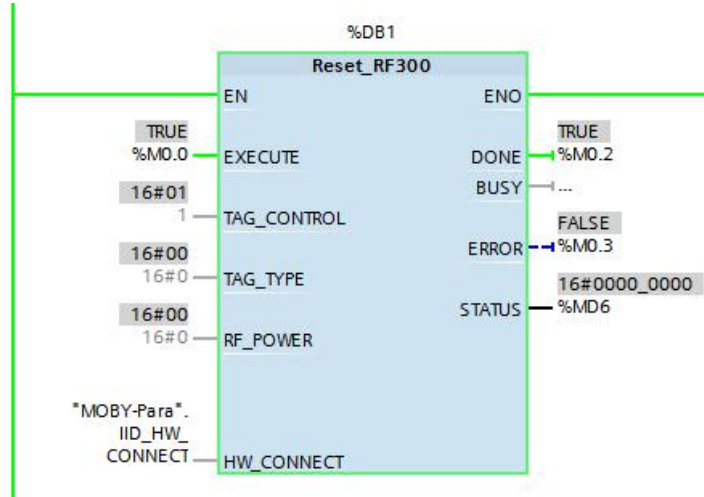 %DB1
Reset_RF300
EN ENO
TRUE TRUE
%M0.0 EXECUTE DONE %M0.2
BUSY ...
16#01
1 TAG_CONTROL
FALSE
ERROR %M0.3
16#00
16#0 TAG_TYPE
16#0000_0000
STATUS %MD6
16#00
16#0 RF_POWER
"MOBY-Para".
IID_HW_
CONNECT HW_CONNECT